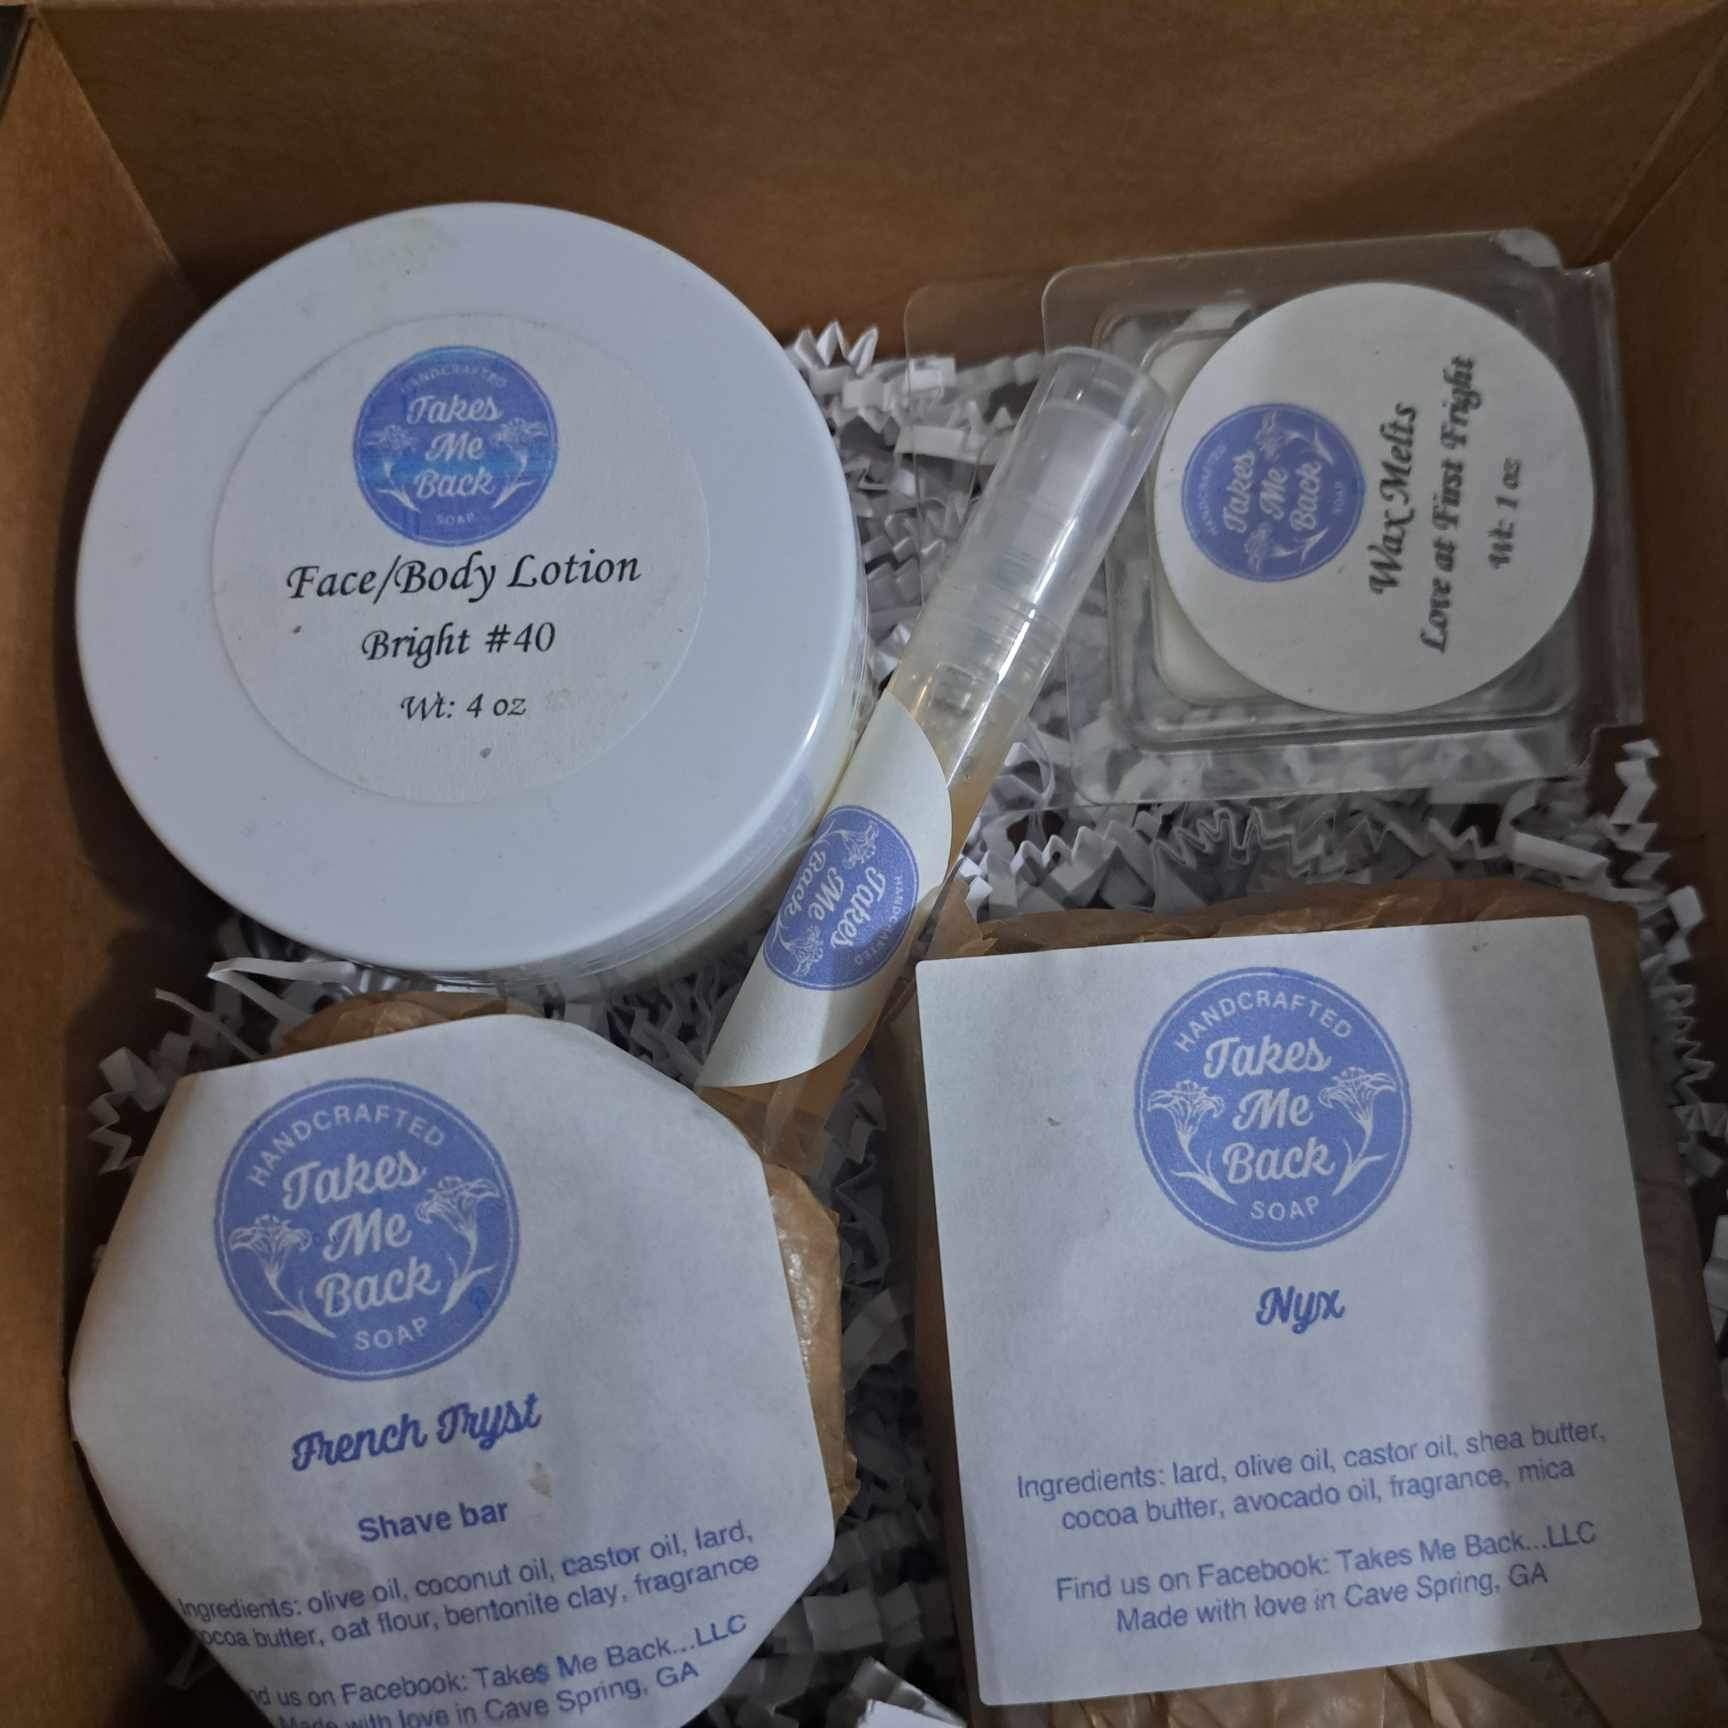 HANDCRAFTED
Takes
Me
Back
SOAP
Face/Body Lotion
Bright #40
Wt: 4 oz
HANDCRAFTED
Takes
Me
Back
SOAP
Wax Melts
Love at First Fright
Wt: 1 oz
HANDCRAFTED
Takes
Me
Back
HANDCRAFTED
Takes
Me
Back
SOAP
French Tryst
Shave bar
Ingredients: olive oil, coconut oil, castor oil, lard,
cocoa butter, oat flour, bentonite clay, fragrance
us on Facebook: Takes Me Back...LLC
Made with love in Cave Spring, GA
HANDCRAFTED
Takes
Me
Back
SOAP
Nyx
Ingredients: lard, olive oil, castor oil, shea butter,
cocoa butter, avocado oil, fragrance, mica
Find us on Facebook: Takes Me Back...LLC
Made with love in Cave Spring, GA